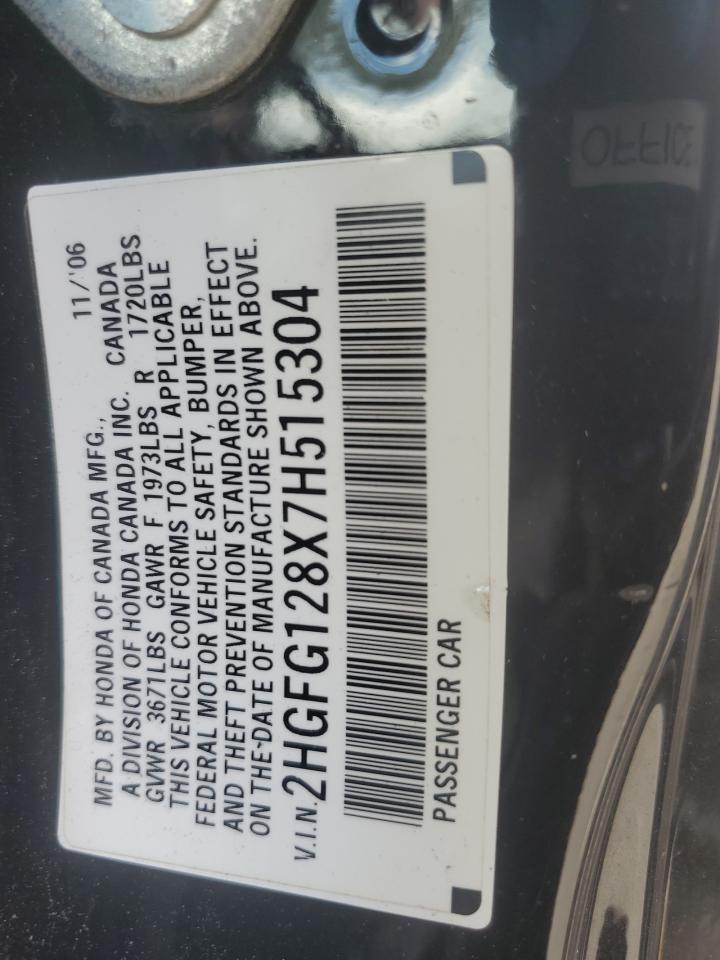 MFD. BY HONDA OF CANADA MFG., 11/'06
A DIVISION OF HONDA CANADA INC. CANADA
GVWR 3671LBS GAWR F 1973LBS R 1720LBS
THIS VEHICLE CONFORMS TO ALL APPLICABLE
FEDERAL MOTOR VEHICLE SAFETY, BUMPER,
AND THEFT PREVENTION STANDARDS IN EFFECT
ON THE DATE OF MANUFACTURE SHOWN ABOVE.
V.I.N. 2HGFG128X7H515304
PASSENGER CAR